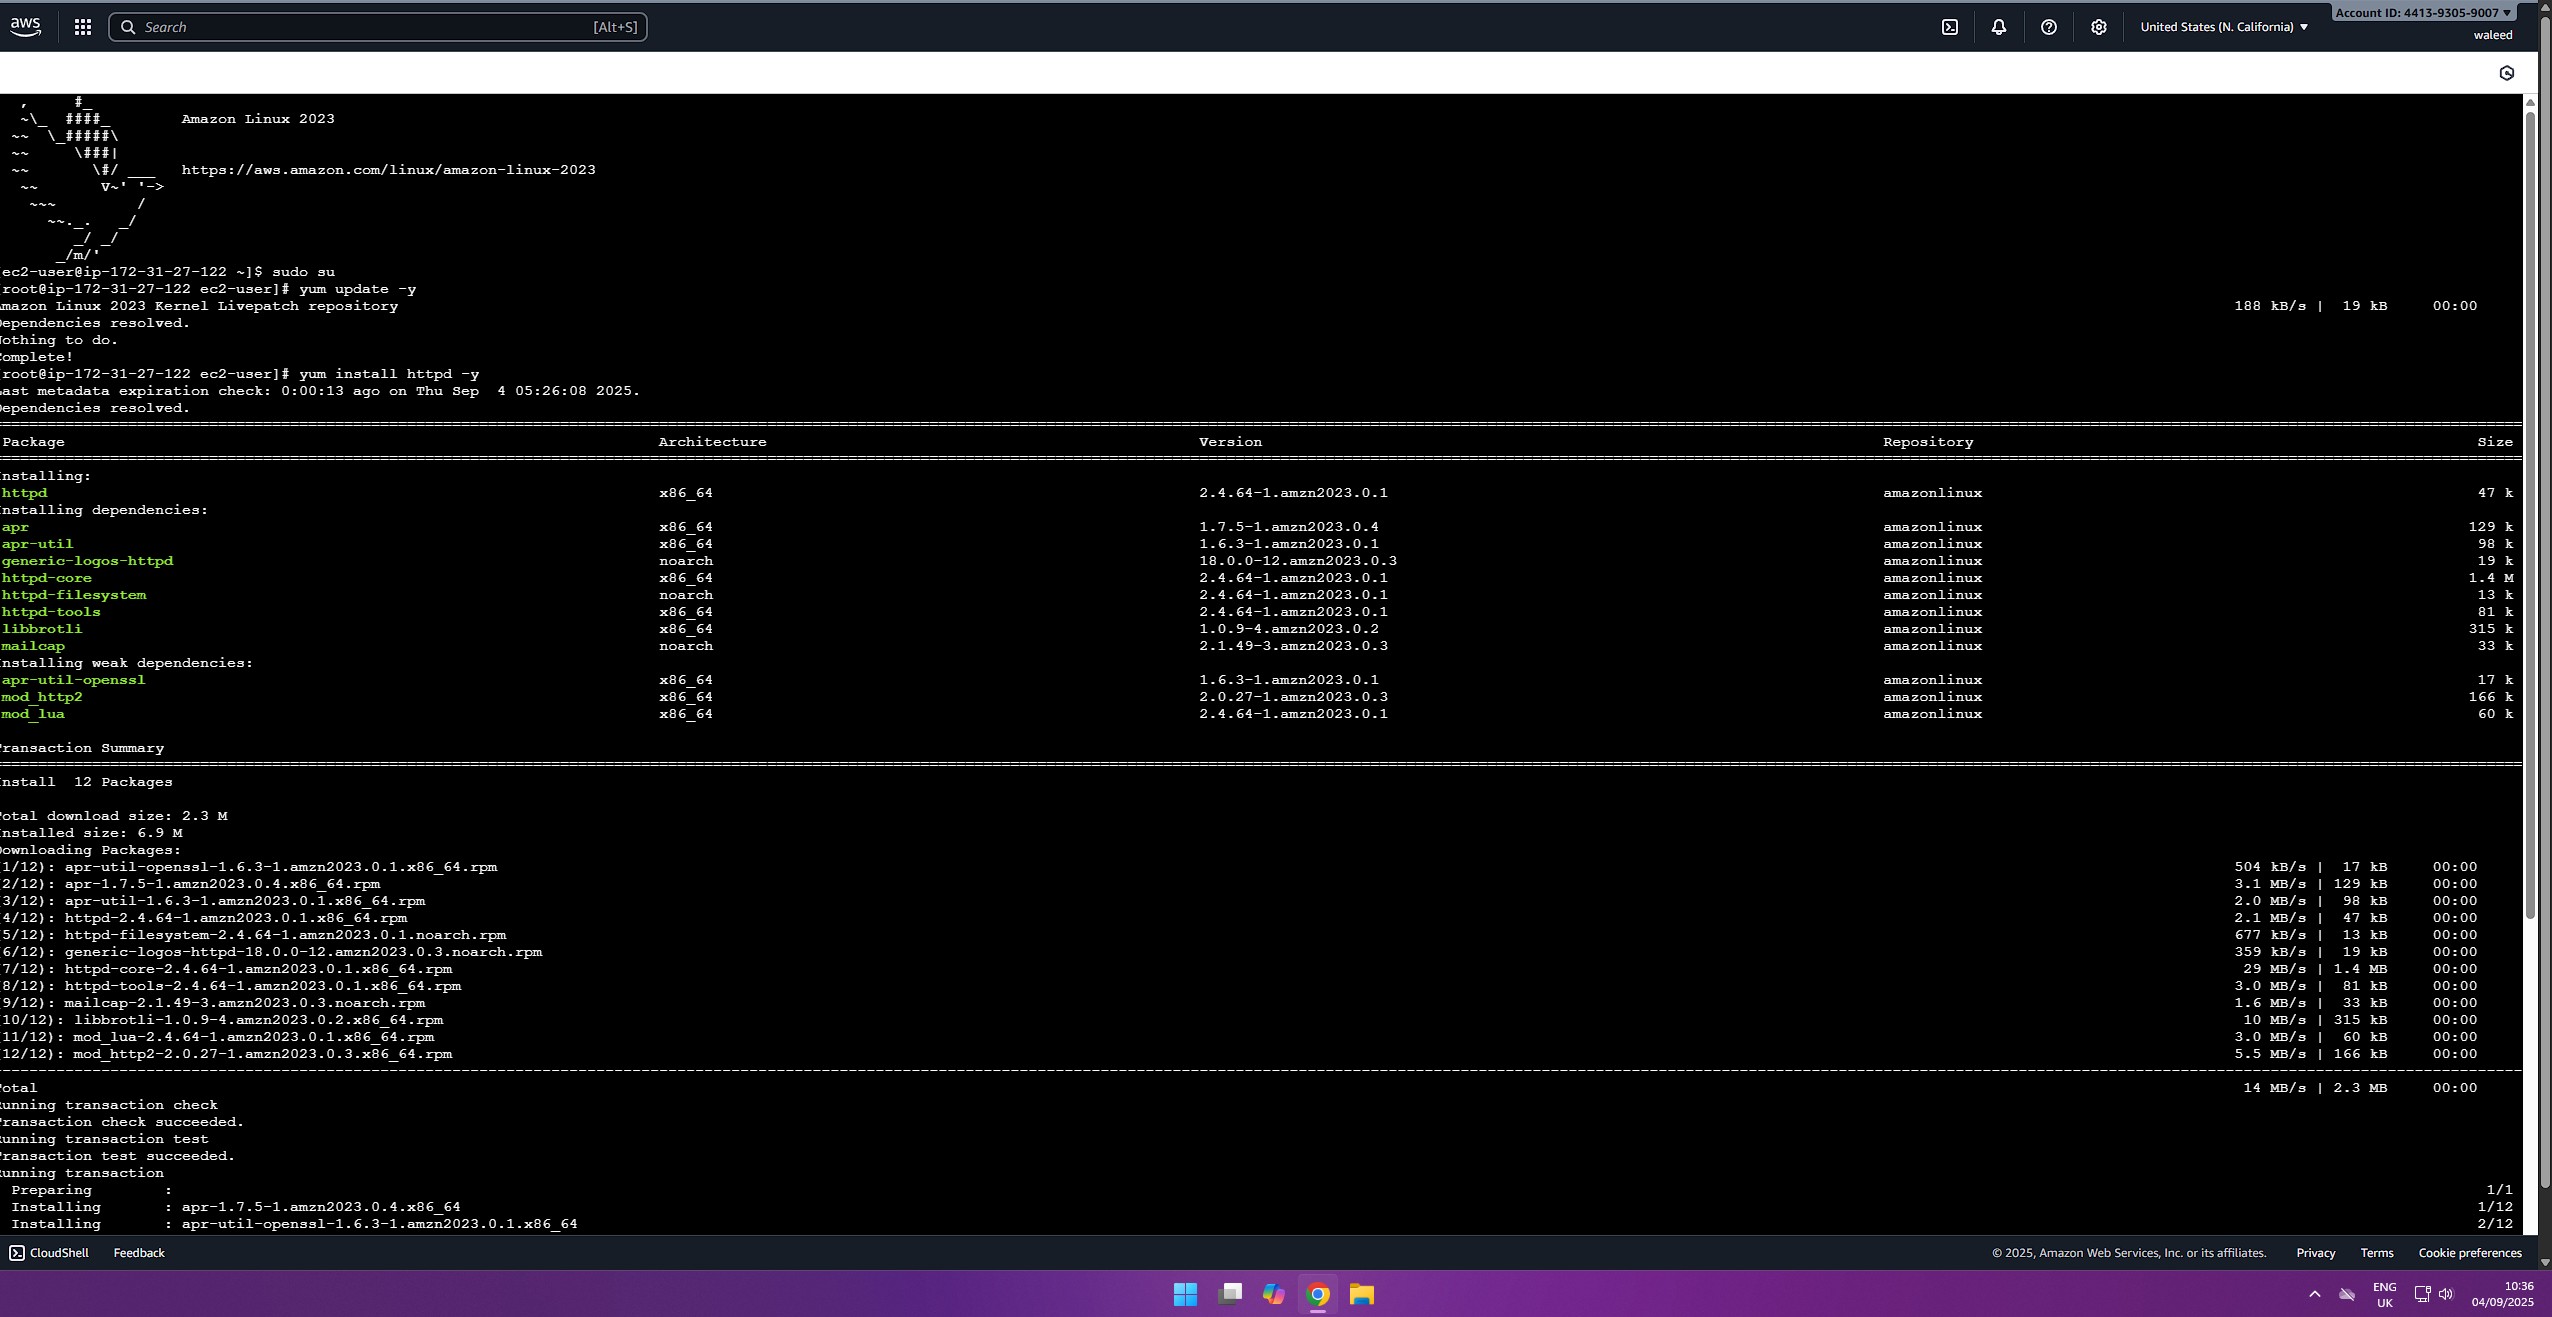 aws
Search [Alt+S]
United States (N. California)
Account ID: 4413-9305-9007
waleed
, #_
~\_ ####_ Amazon Linux 2023
~~ \_#####\
~~ \###|
~~ \#/ ___ https://aws.amazon.com/linux/amazon-linux-2023
~~ V~' '->
~~~ /
~~._. _/
_/ _/
_/m/'
ec2-user@ip-172-31-27-122 ~]$ sudo su
root@ip-172-31-27-122 ec2-user]# yum update -y
Amazon Linux 2023 Kernel Livepatch repository 188 kB/s | 19 kB 00:00
Dependencies resolved.
Nothing to do.
Complete!
root@ip-172-31-27-122 ec2-user]# yum install httpd -y
Last metadata expiration check: 0:00:13 ago on Thu Sep 4 05:26:08 2025.
Dependencies resolved.
Package Architecture Version Repository Size
Installing:
httpd x86_64 2.4.64-1.amzn2023.0.1 amazonlinux 47 k
Installing dependencies:
apr x86_64 1.7.5-1.amzn2023.0.4 amazonlinux 129 k
apr-util x86_64 1.6.3-1.amzn2023.0.1 amazonlinux 98 k
generic-logos-httpd noarch 18.0.0-12.amzn2023.0.3 amazonlinux 19 k
httpd-core x86_64 2.4.64-1.amzn2023.0.1 amazonlinux 1.4 M
httpd-filesystem noarch 2.4.64-1.amzn2023.0.1 amazonlinux 13 k
httpd-tools x86_64 2.4.64-1.amzn2023.0.1 amazonlinux 81 k
libbrotli x86_64 1.0.9-4.amzn2023.0.2 amazonlinux 315 k
mailcap noarch 2.1.49-3.amzn2023.0.3 amazonlinux 33 k
Installing weak dependencies:
apr-util-openssl x86_64 1.6.3-1.amzn2023.0.1 amazonlinux 17 k
mod_http2 x86_64 2.0.27-1.amzn2023.0.3 amazonlinux 166 k
mod_lua x86_64 2.4.64-1.amzn2023.0.1 amazonlinux 60 k
Transaction Summary
Install 12 Packages
Total download size: 2.3 M
Installed size: 6.9 M
Downloading Packages:
(1/12): apr-util-openssl-1.6.3-1.amzn2023.0.1.x86_64.rpm 504 kB/s | 17 kB 00:00
(2/12): apr-1.7.5-1.amzn2023.0.4.x86_64.rpm 3.1 MB/s | 129 kB 00:00
(3/12): apr-util-1.6.3-1.amzn2023.0.1.x86_64.rpm 2.0 MB/s | 98 kB 00:00
(4/12): httpd-2.4.64-1.amzn2023.0.1.x86_64.rpm 2.1 MB/s | 47 kB 00:00
(5/12): httpd-filesystem-2.4.64-1.amzn2023.0.1.noarch.rpm 677 kB/s | 13 kB 00:00
(6/12): generic-logos-httpd-18.0.0-12.amzn2023.0.3.noarch.rpm 359 kB/s | 19 kB 00:00
(7/12): httpd-core-2.4.64-1.amzn2023.0.1.x86_64.rpm 29 MB/s | 1.4 MB 00:00
(8/12): httpd-tools-2.4.64-1.amzn2023.0.1.x86_64.rpm 3.0 MB/s | 81 kB 00:00
(9/12): mailcap-2.1.49-3.amzn2023.0.3.noarch.rpm 1.6 MB/s | 33 kB 00:00
(10/12): libbrotli-1.0.9-4.amzn2023.0.2.x86_64.rpm 10 MB/s | 315 kB 00:00
(11/12): mod_lua-2.4.64-1.amzn2023.0.1.x86_64.rpm 3.0 MB/s | 60 kB 00:00
(12/12): mod_http2-2.0.27-1.amzn2023.0.3.x86_64.rpm 5.5 MB/s | 166 kB 00:00
Total 14 MB/s | 2.3 MB 00:00
Running transaction check
Transaction check succeeded.
Running transaction test
Transaction test succeeded.
Running transaction
Preparing : 1/1
Installing : apr-1.7.5-1.amzn2023.0.4.x86_64 1/12
Installing : apr-util-openssl-1.6.3-1.amzn2023.0.1.x86_64 2/12
CloudShell Feedback © 2025, Amazon Web Services, Inc. or its affiliates. Privacy Terms Cookie preferences
ENG
UK
10:36
04/09/2025